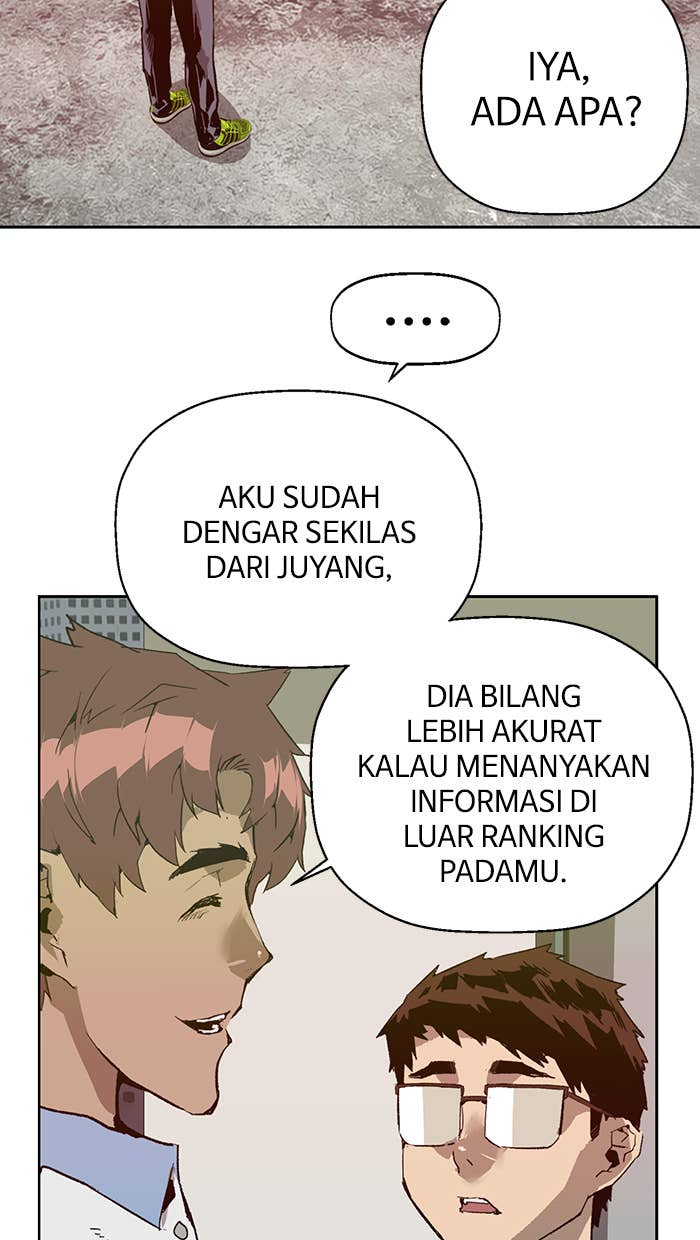 IYA,
ADA APA?
....
AKU SUDAH
DENGAR SEKILAS
DARI JUYANG,
DIA BILANG
LEBIH AKURAT
KALAU MENANYAKAN
INFORMASI DI
LUAR RANKING
PADAMU.